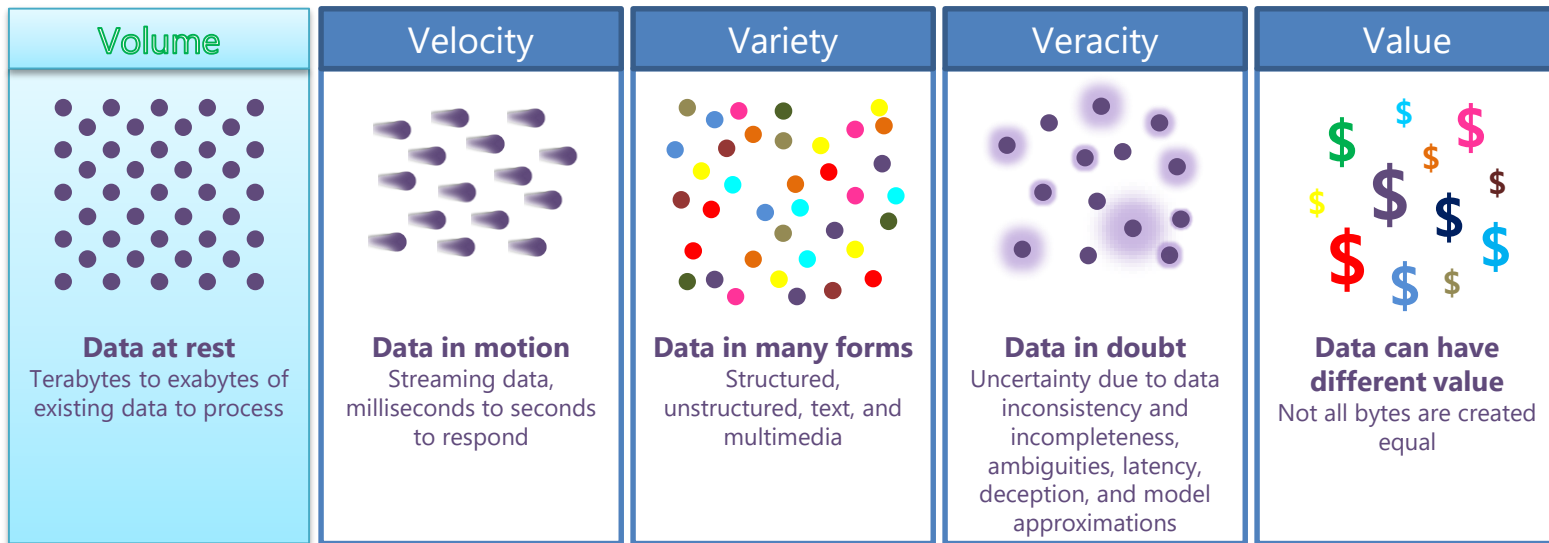 Volume
Data at rest
Terabytes to exabytes of
existing data to process
Velocity
Data in motion
Streaming data,
milliseconds to seconds
to respond
Variety
Data in many forms
Structured,
unstructured, text, and
multimedia
Veracity
Data in doubt
Uncertainty due to data
inconsistency and
incompleteness,
ambiguities, latency,
deception, and model
approximations
Value
$ $ $
$ $ $ $ $
$ $ $ $
Data can have
different value
Not all bytes are created
equal